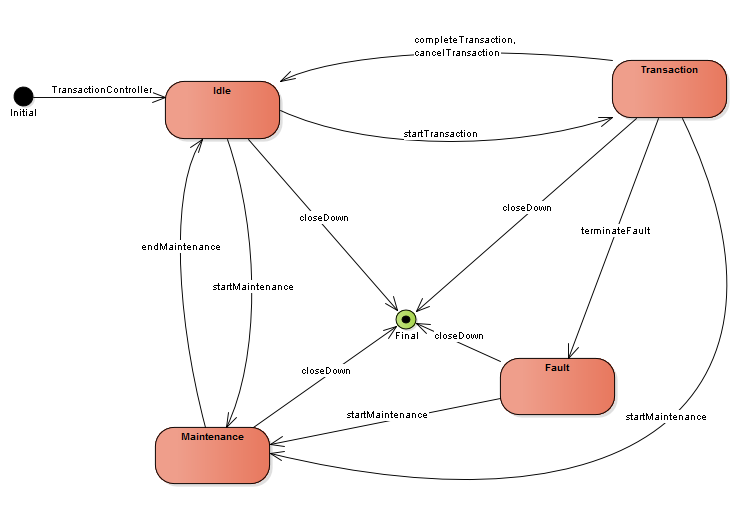 completeTransaction,
cancelTransaction
Transaction
TransactionController
Idle
Initial
startTransaction
closeDown
closeDown
terminateFault
endMaintenance
startMaintenance
Final
closeDown
Fault
closeDown
startMaintenance
startMaintenance
Maintenance